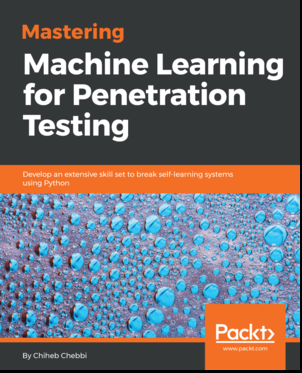 Mastering
Machine Learning
for Penetration
Testing
Develop an extensive skill set to break self-learning systems
using Python
Packt>
www.packt.com
By Chiheb Chebbi